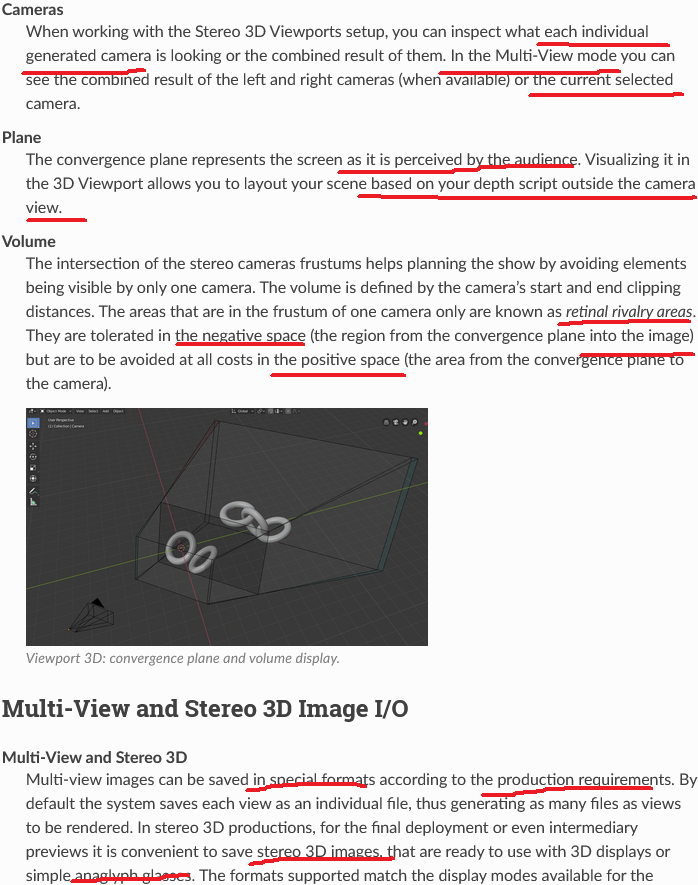 Cameras
When working with the Stereo 3D Viewports setup, you can inspect what each individual
generated camera is looking or the combined result of them. In the Multi-View mode you can
see the combined result of the left and right cameras (when available) or the current selected
camera.
Plane
The convergence plane represents the screen as it is perceived by the audience. Visualizing it in
the 3D Viewport allows you to layout your scene based on your depth script outside the camera
view.
Volume
The intersection of the stereo cameras frustums helps planning the show by avoiding elements
being visible by only one camera. The volume is defined by the camera's start and end clipping
distances. The areas that are in the frustum of one camera only are known as retinal rivalry areas.
They are tolerated in the negative space (the region from the convergence plane into the image)
but are to be avoided at all costs in the positive space (the area from the convergence plane to
the camera).
Object Mode View Select Add Object Global
User Perspective
(1) Collection | Camera
Viewport 3D: convergence plane and volume display.
Multi-View and Stereo 3D Image I/O
Multi-View and Stereo 3D
Multi-view images can be saved in special formats according to the production requirements. By
default the system saves each view as an individual file, thus generating as many files as views
to be rendered. In stereo 3D productions, for the final deployment or even intermediary
previews it is convenient to save stereo 3D images, that are ready to use with 3D displays or
simple anaglyph glasses. The formats supported match the display modes available for the